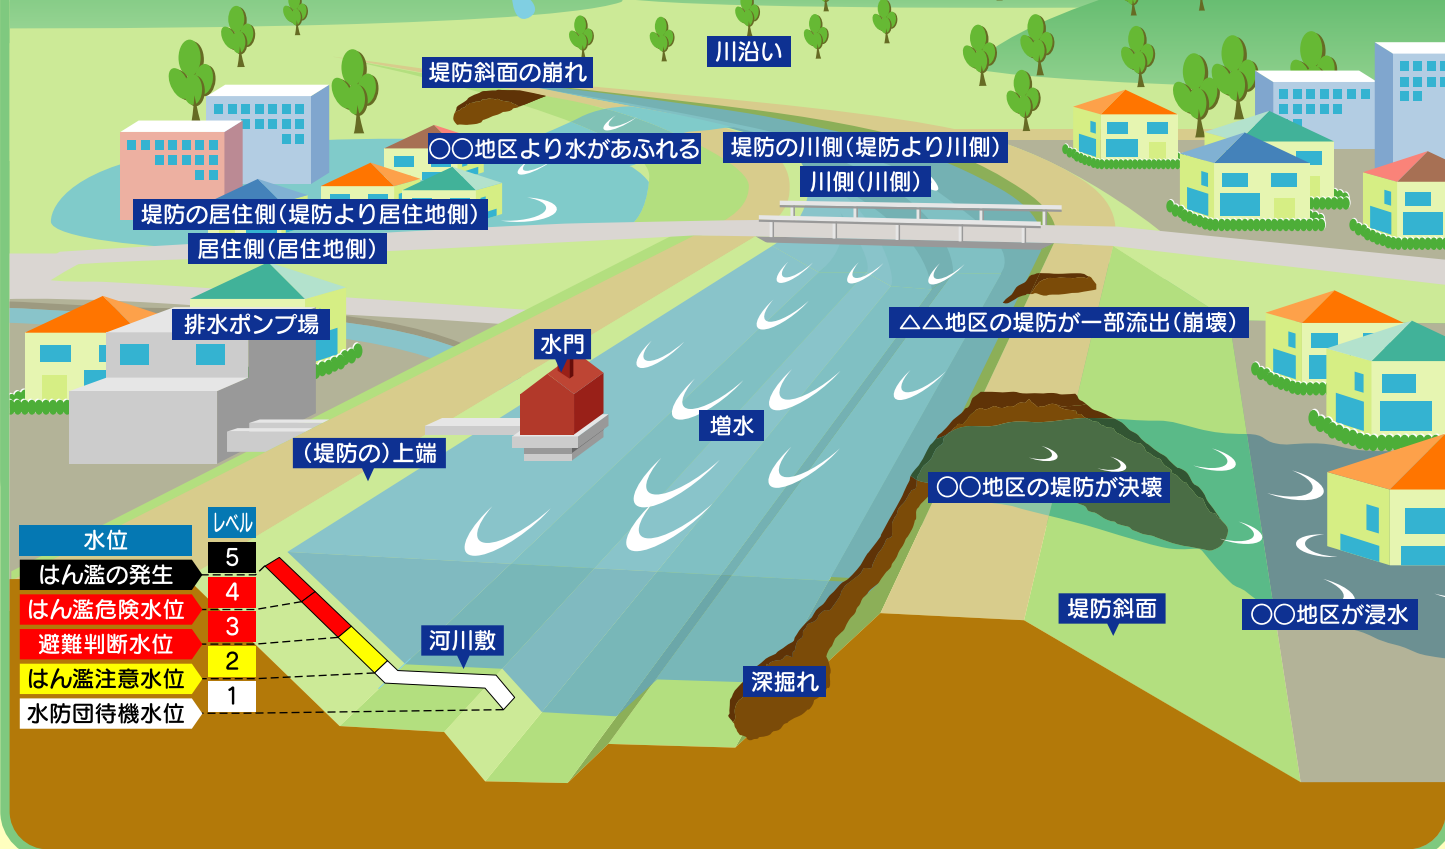 川沿い
堤防斜面の崩れ
○○地区より水があふれる
堤防の川側(堤防より川側)
川側(川側)
堤防の居住側(堤防より居住地側)
居住側(居住地側)
排水ポンプ場
水門
△△地区の堤防が一部流出(崩壊)
増水
(堤防の)上端
○○地区の堤防が決壊
水位
レベル
はん濫の発生
5
はん濫危険水位
4
避難判断水位
3
はん濫注意水位
2
水防団待機水位
1
河川敷
深掘れ
堤防斜面
○○地区が浸水